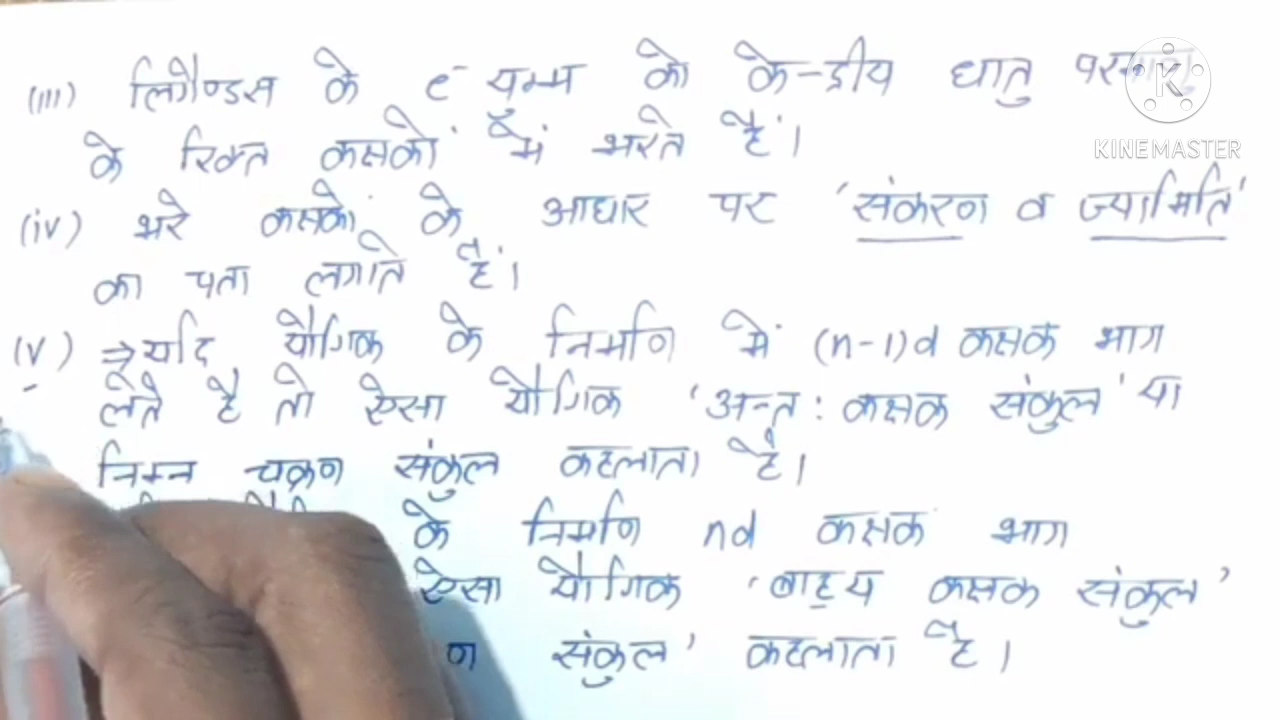 (iii) लिगैण्डस के e⁻ युग्म को केन्द्रीय धातु
के रिक्त कक्षकों में भरते हैं।
KINEMASTER
(iv) भरे कक्षकों के आधार पर 'संकरण व ज्यामिति'
का पता लगाते हैं।
(v) ⇒ यदि यौगिक के निर्माण में (n-1)d कक्षक भाग
लेते है तो ऐसा यौगिक 'अन्त: कक्षक संकुल' या
निम्न चक्रण संकुल कहलाता है।
के निर्माण nd कक्षक भाग
ऐसा यौगिक 'बाह्य कक्षक संकुल'
ण संकुल' कहलाता है।